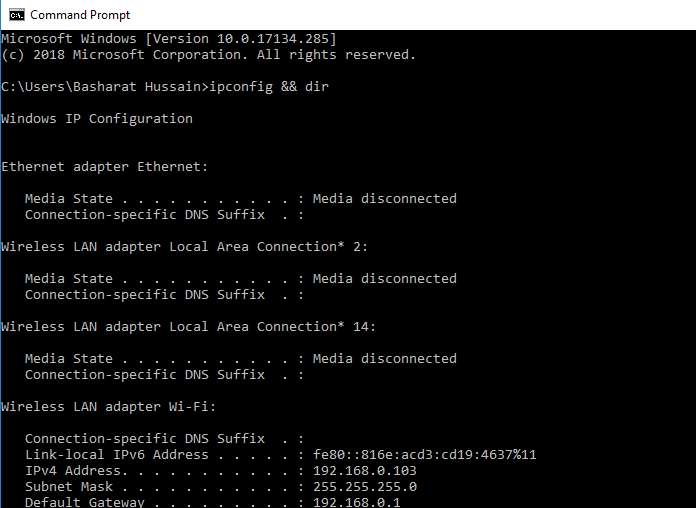 Command Prompt
Microsoft Windows [Version 10.0.17134.285]
(c) 2018 Microsoft Corporation. All rights reserved.
C:\Users\Basharat Hussain>ipconfig && dir
Windows IP Configuration
Ethernet adapter Ethernet:
Media State . . . . . . . . . . . : Media disconnected
Connection-specific DNS Suffix  . :
Wireless LAN adapter Local Area Connection* 2:
Media State . . . . . . . . . . . : Media disconnected
Connection-specific DNS Suffix  . :
Wireless LAN adapter Local Area Connection* 14:
Media State . . . . . . . . . . . : Media disconnected
Connection-specific DNS Suffix  . :
Wireless LAN adapter Wi-Fi:
Connection-specific DNS Suffix  . :
Link-local IPv6 Address . . . . . : fe80::816e:acd3:cd19:4637%11
IPv4 Address. . . . . . . . . . . : 192.168.0.103
Subnet Mask . . . . . . . . . . . : 255.255.255.0
Default Gateway . . . . . . . . . : 192.168.0.1